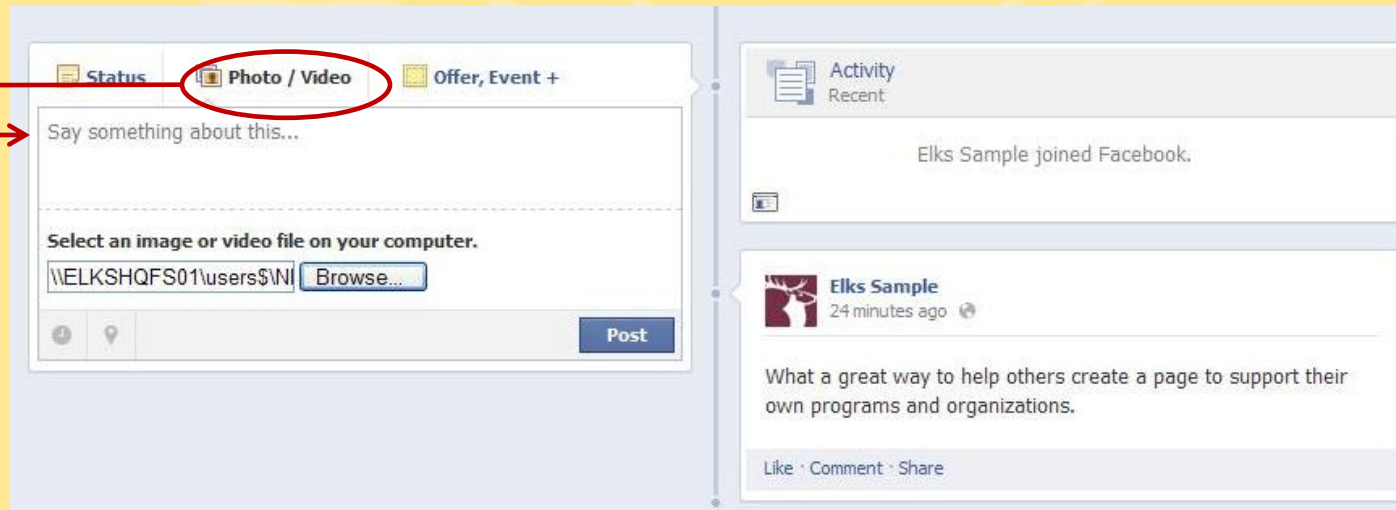 Status
Photo / Video
Offer, Event +
Say something about this...
Select an image or video file on your computer.
\\ELKSHQFS01\users$\NI
Browse...
Post
Activity
Recent
Elks Sample joined Facebook.
Elks Sample
24 minutes ago
What a great way to help others create a page to support their
own programs and organizations.
Like · Comment · Share